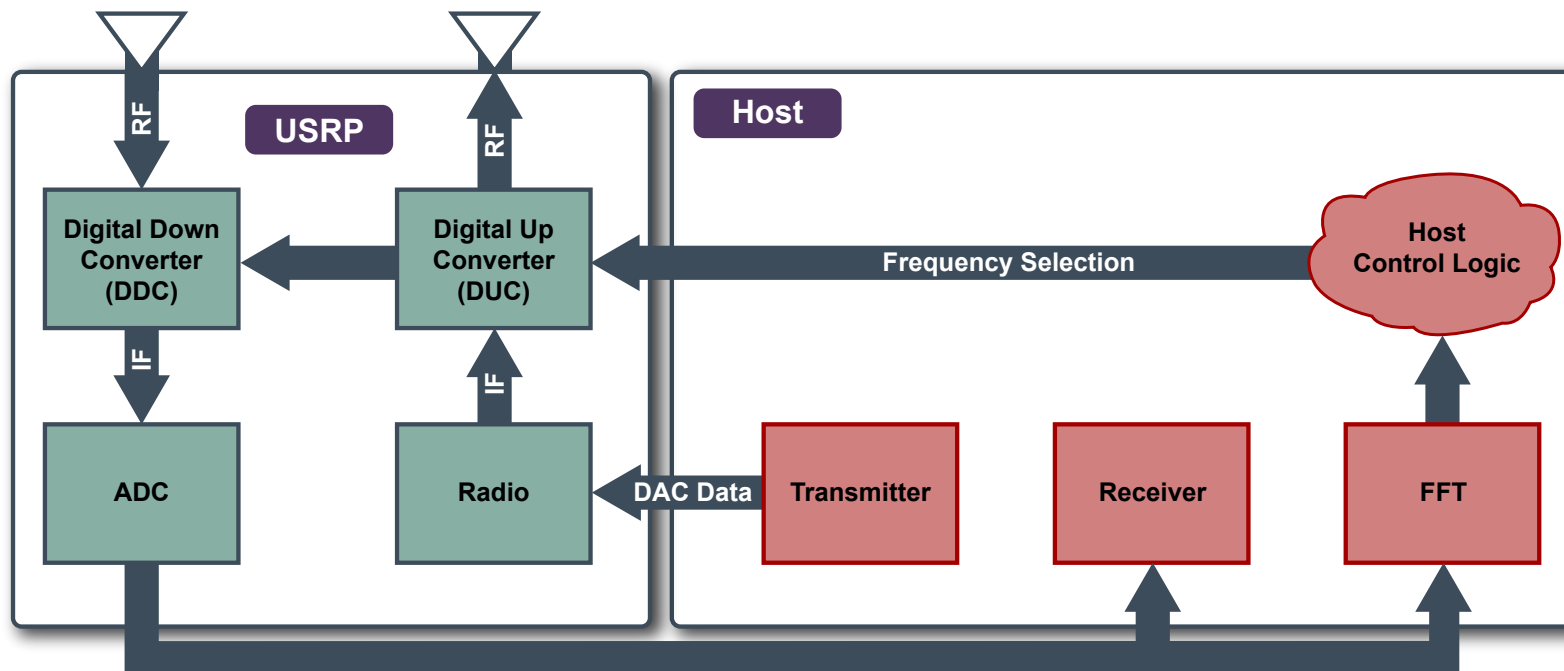 RF
RF
USRP
Host
Digital Down
Converter
(DDC)
Digital Up
Converter
(DUC)
Frequency Selection
Host
Control Logic
IF
IF
ADC
Radio
DAC Data
Transmitter
Receiver
FFT